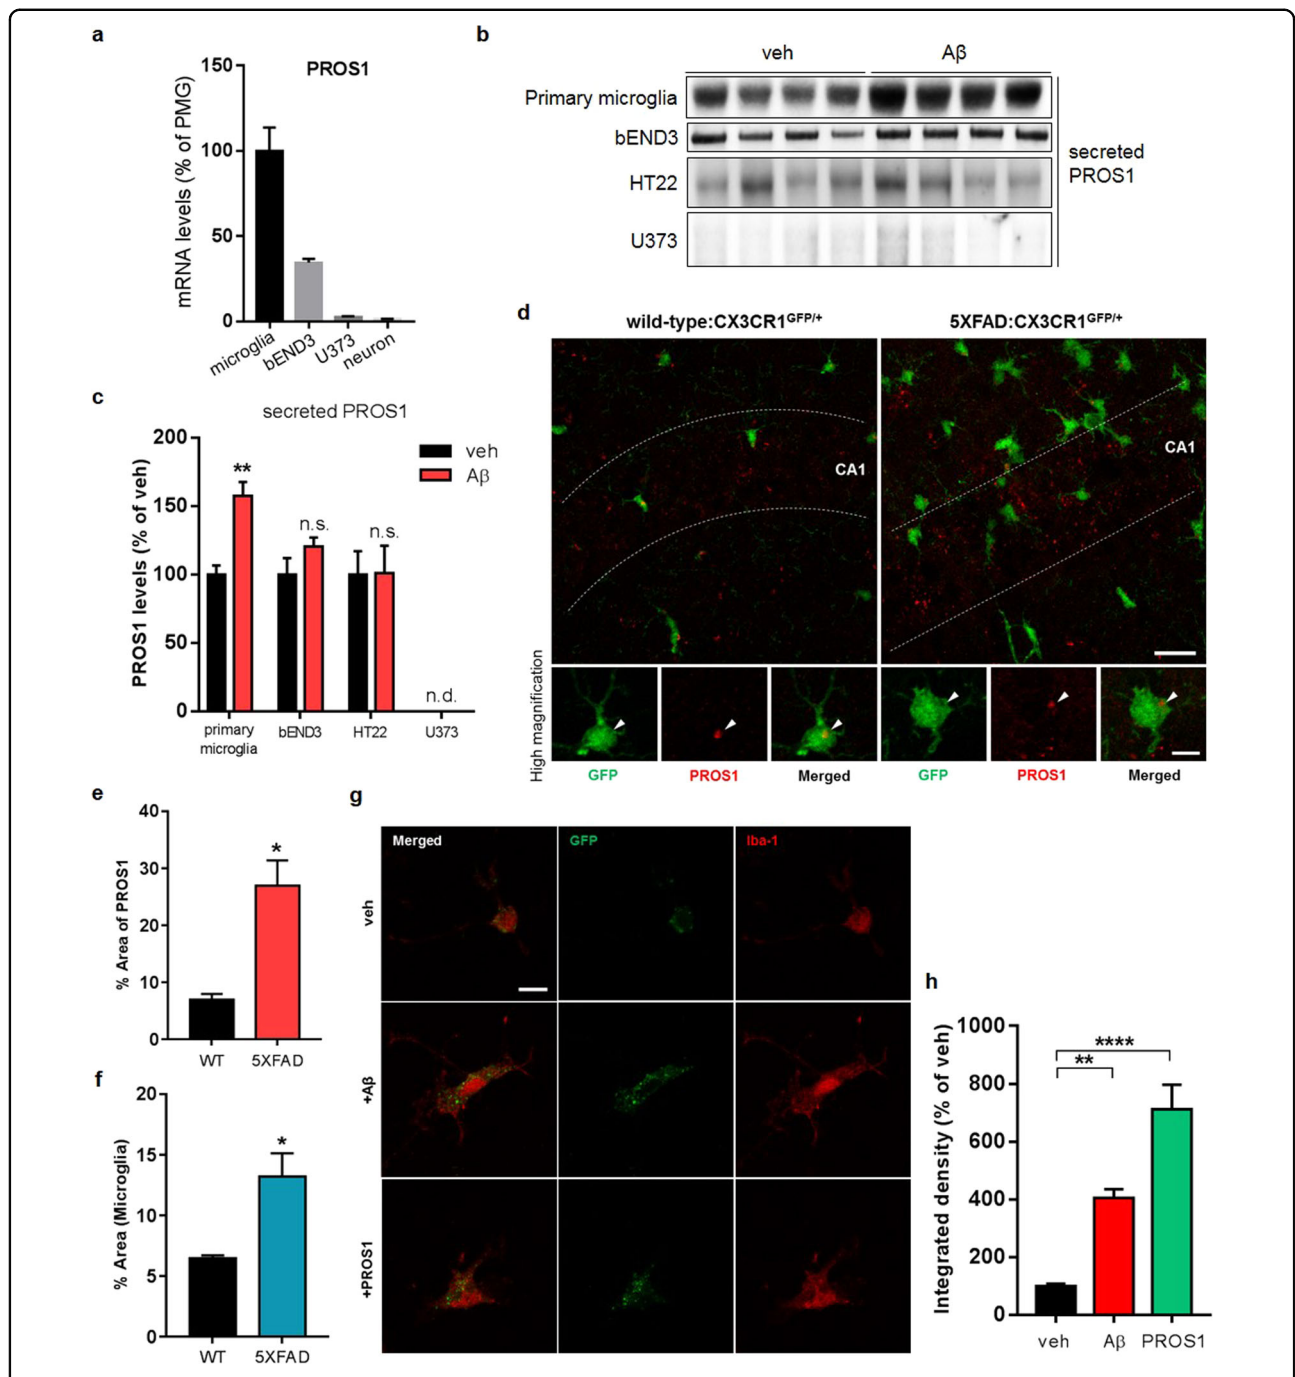 a
PROS1
mRNA levels (% of PMG)
150
100
50
0
microglia
bEND3
U373
neuron
b
veh
Aβ
Primary microglia
bEND3
HT22
U373
secreted
PROS1
c
secreted PROS1
PROS1 levels (% of veh)
200
150
100
50
0
veh
Aβ
**
n.s.
n.s.
n.d.
primary
microglia
bEND3
HT22
U373
d
wild-type:CX3CR1GFP/+
5XFAD:CX3CR1GFP/+
CA1
CA1
High magnification
GFP
PROS1
Merged
GFP
PROS1
Merged
e
% Area of PROS1
40
30
20
10
0
*
WT
5XFAD
f
% Area (Microglia)
20
15
10
5
0
*
WT
5XFAD
g
Merged
GFP
Iba-1
veh
+Aβ
+PROS1
h
Integrated density (% of veh)
1000
800
600
400
200
0
****
**
veh
Aβ
PROS1